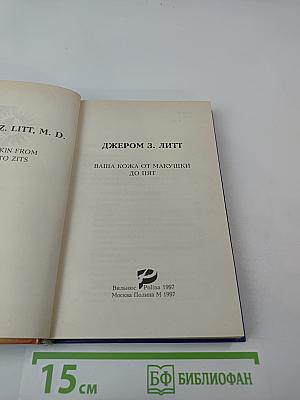 Z. LITT, M. D.
KIN FROM
TO ZITS
ДЖЕРОМ З. ЛИТТ
ВАША КОЖА ОТ МАКУШКИ
ДО ПЯТ
Вильнюс Polina 1997
Москва Полина М 1997
15 см
БФ БИБЛИОФАН